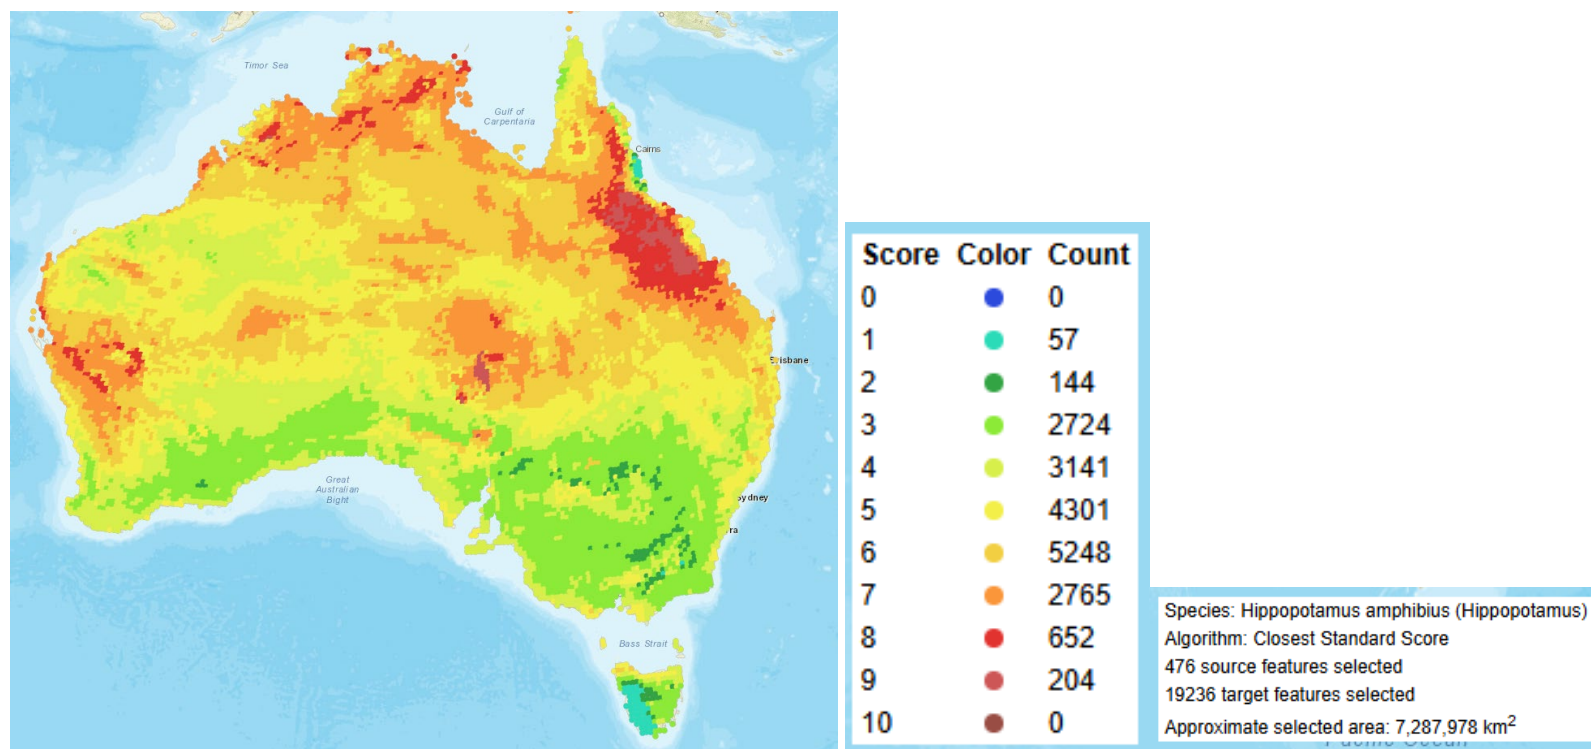 Timor Sea
Gulf of
Carpentaria
Cairns
Brisbane
Great
Australian
Bight
Sydney
ra
Bass Strait
Score Color Count
0 0
1 57
2 144
3 2724
4 3141
5 4301
6 5248
7 2765
8 652
9 204
10 0
Species: Hippopotamus amphibius (Hippopotamus)
Algorithm: Closest Standard Score
476 source features selected
19236 target features selected
Approximate selected area: 7,287,978 km²